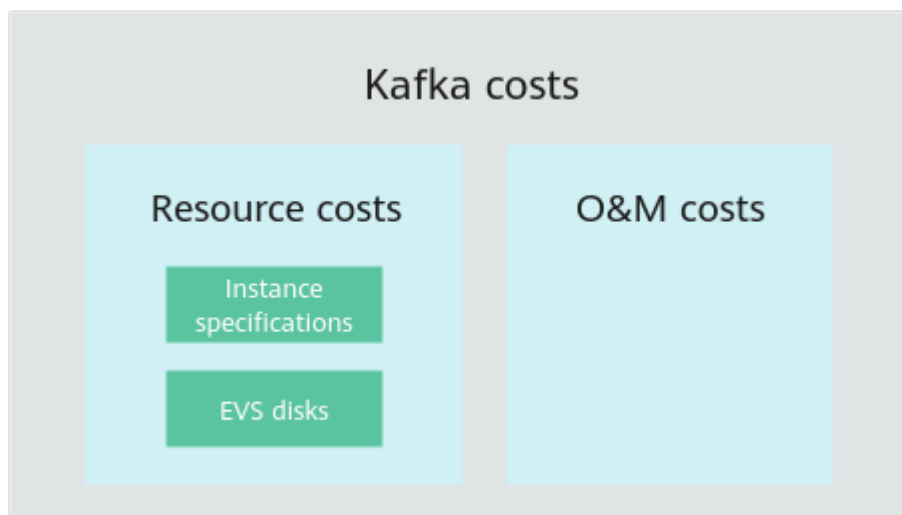 Kafka costs
Resource costs
Instance
specifications
EVS disks
O&M costs